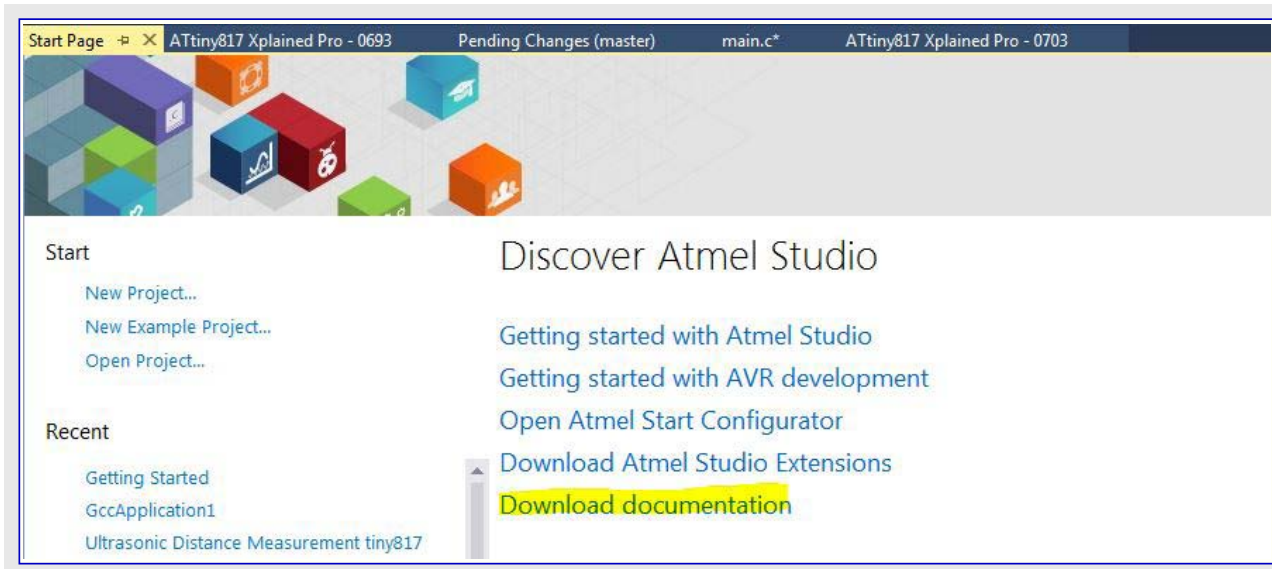 Start Page ATtiny817 Xplained Pro - 0693 Pending Changes (master) main.c* ATtiny817 Xplained Pro - 0703
Start
New Project...
New Example Project...
Open Project...
Recent
Getting Started
GccApplication1
Ultrasonic Distance Measurement tiny817
Discover Atmel Studio
Getting started with Atmel Studio
Getting started with AVR development
Open Atmel Start Configurator
Download Atmel Studio Extensions
Download documentation